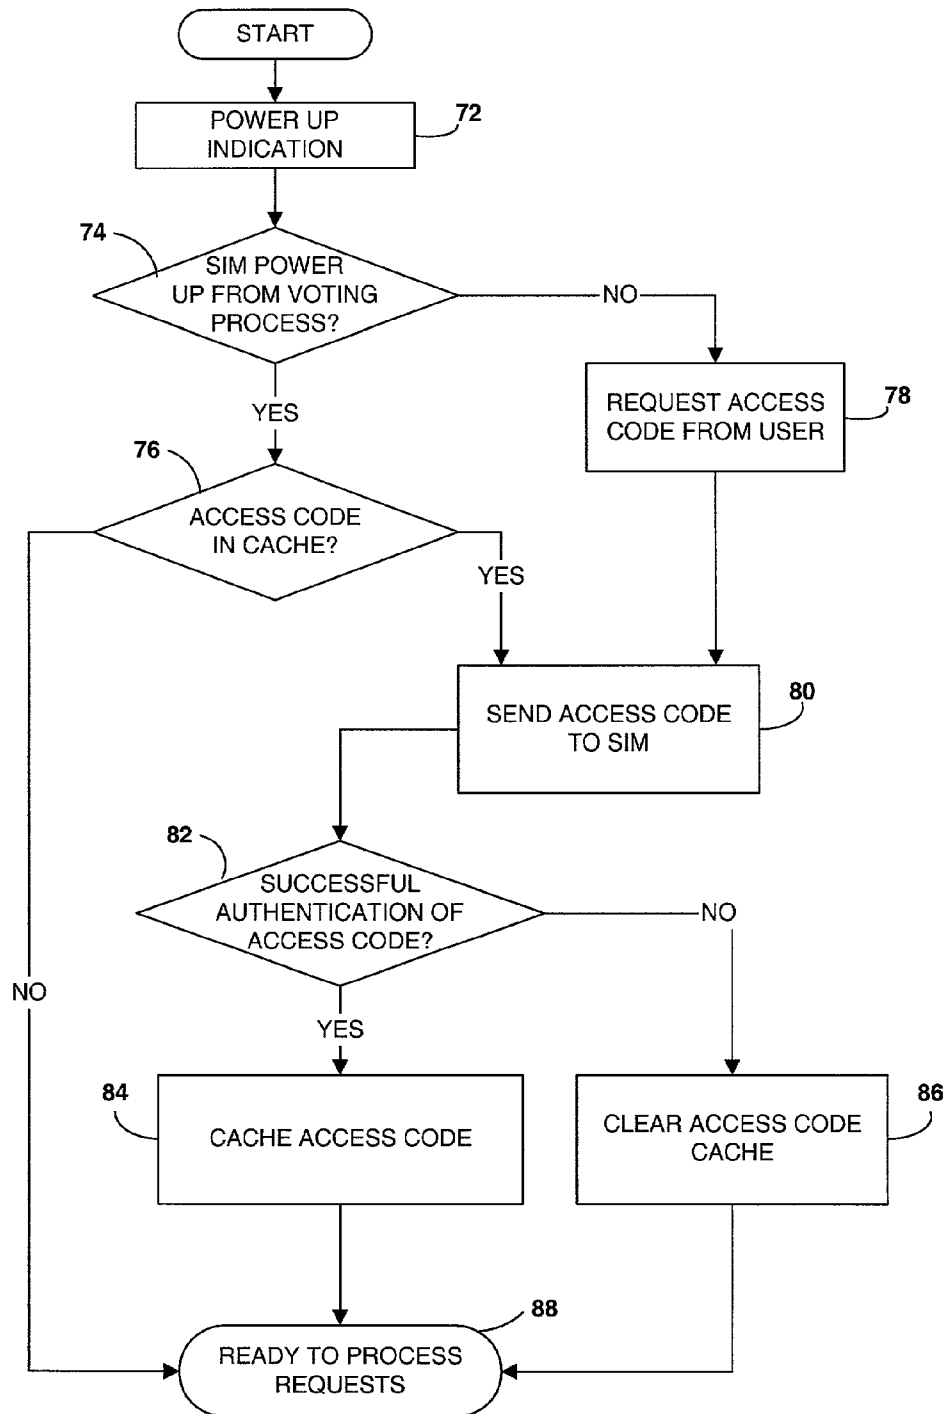 START
POWER UP
INDICATION
72
74
SIM POWER
UP FROM VOTING
PROCESS?
NO
YES
REQUEST ACCESS
CODE FROM USER
78
76
ACCESS CODE
IN CACHE?
YES
SEND ACCESS CODE
TO SIM
80
82
SUCCESSFUL
AUTHENTICATION OF
ACCESS CODE?
NO
NO
YES
84
CACHE ACCESS CODE
CLEAR ACCESS CODE
CACHE
86
88
READY TO PROCESS
REQUESTS